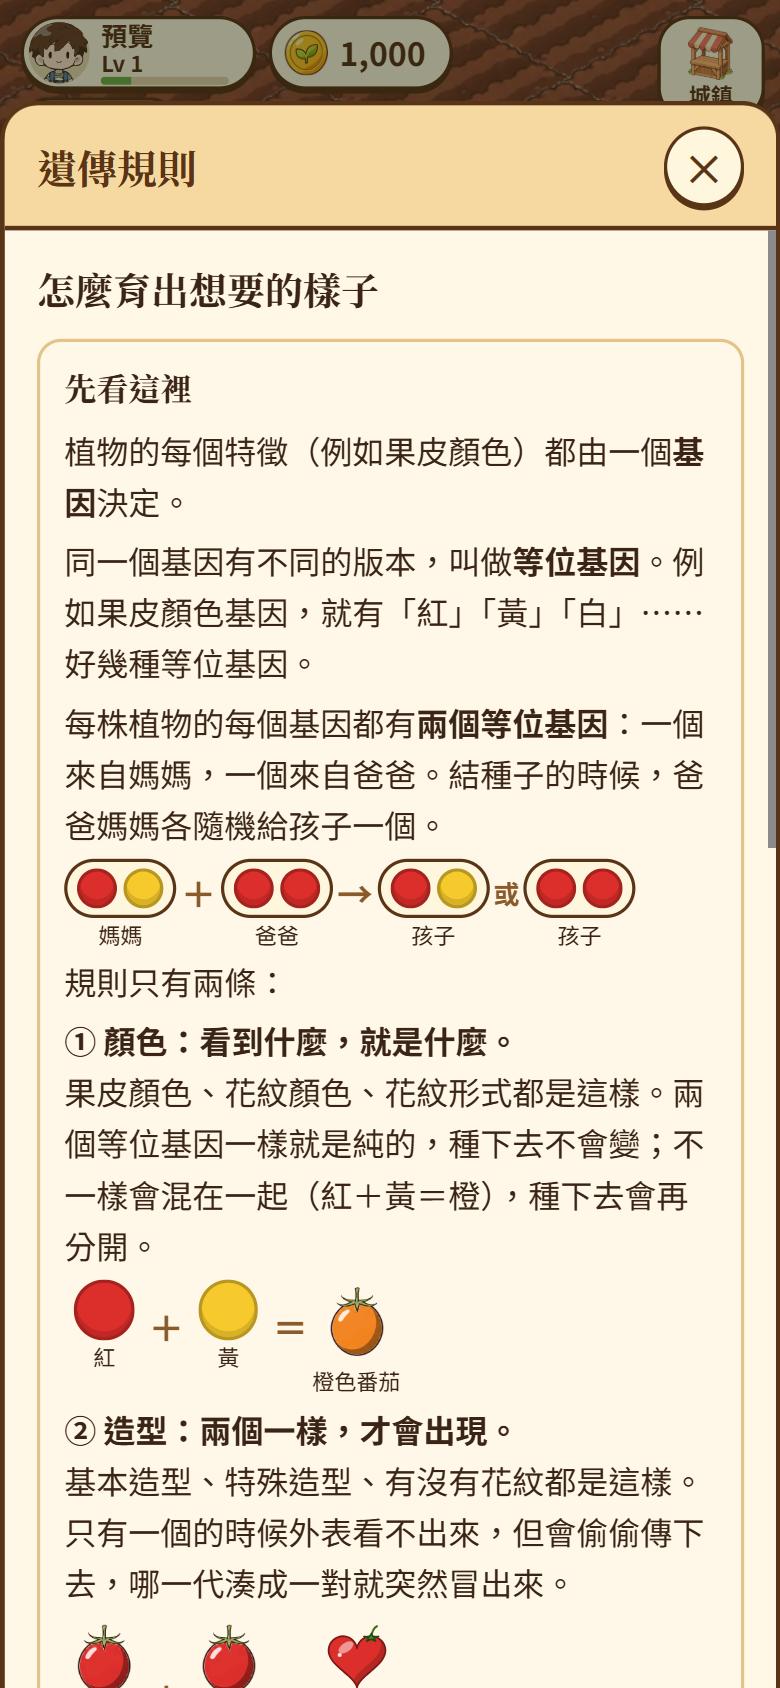 預覽
Lv 1
1,000
城鎮
遺傳規則
怎麼育出想要的樣子
先看這裡
植物的每個特徵（例如果皮顏色）都由一個基
因決定。
同一個基因有不同的版本，叫做等位基因。例
如果皮顏色基因，就有「紅」「黃」「白」⋯⋯
好幾種等位基因。
每株植物的每個基因都有兩個等位基因：一個
來自媽媽，一個來自爸爸。結種子的時候，爸
爸媽媽各隨機給孩子一個。
＋ → 或
媽媽 爸爸 孩子 孩子
規則只有兩條：
① 顏色：看到什麼，就是什麼。
果皮顏色、花紋顏色、花紋形式都是這樣。兩
個等位基因一樣就是純的，種下去不會變；不
一樣會混在一起（紅＋黃＝橙），種下去會再
分開。
＋ ＝
紅 黃 橙色番茄
② 造型：兩個一樣，才會出現。
基本造型、特殊造型、有沒有花紋都是這樣。
只有一個的時候外表看不出來，但會偷偷傳下
去，哪一代湊成一對就突然冒出來。